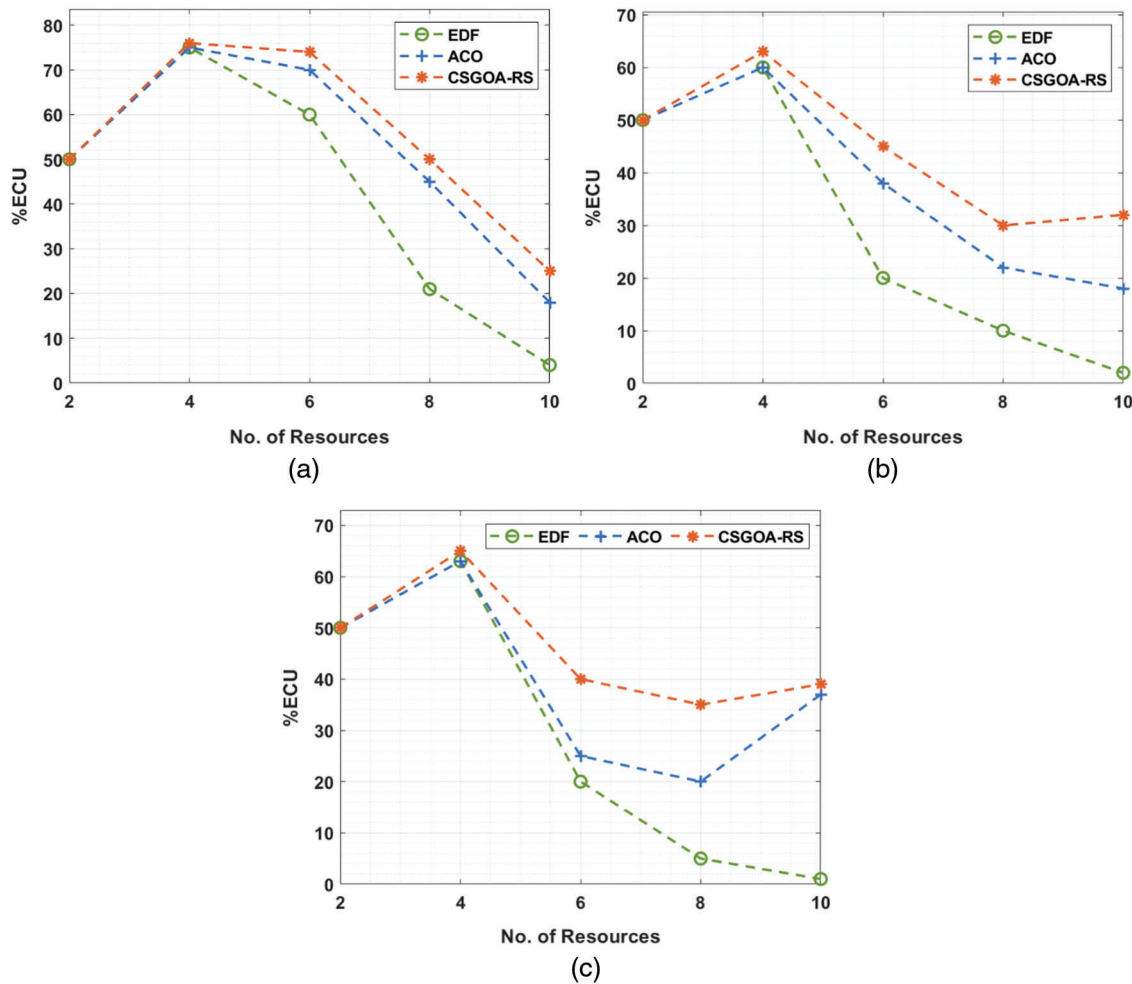 EDF
ACO
CSGOA-RS
%ECU
80
70
60
50
40
30
20
10
0
2 4 6 8 10
No. of Resources
(a)
EDF
ACO
CSGOA-RS
%ECU
70
60
50
40
30
20
10
0
2 4 6 8 10
No. of Resources
(b)
EDF ACO CSGOA-RS
%ECU
70
60
50
40
30
20
10
0
2 4 6 8 10
No. of Resources
(c)